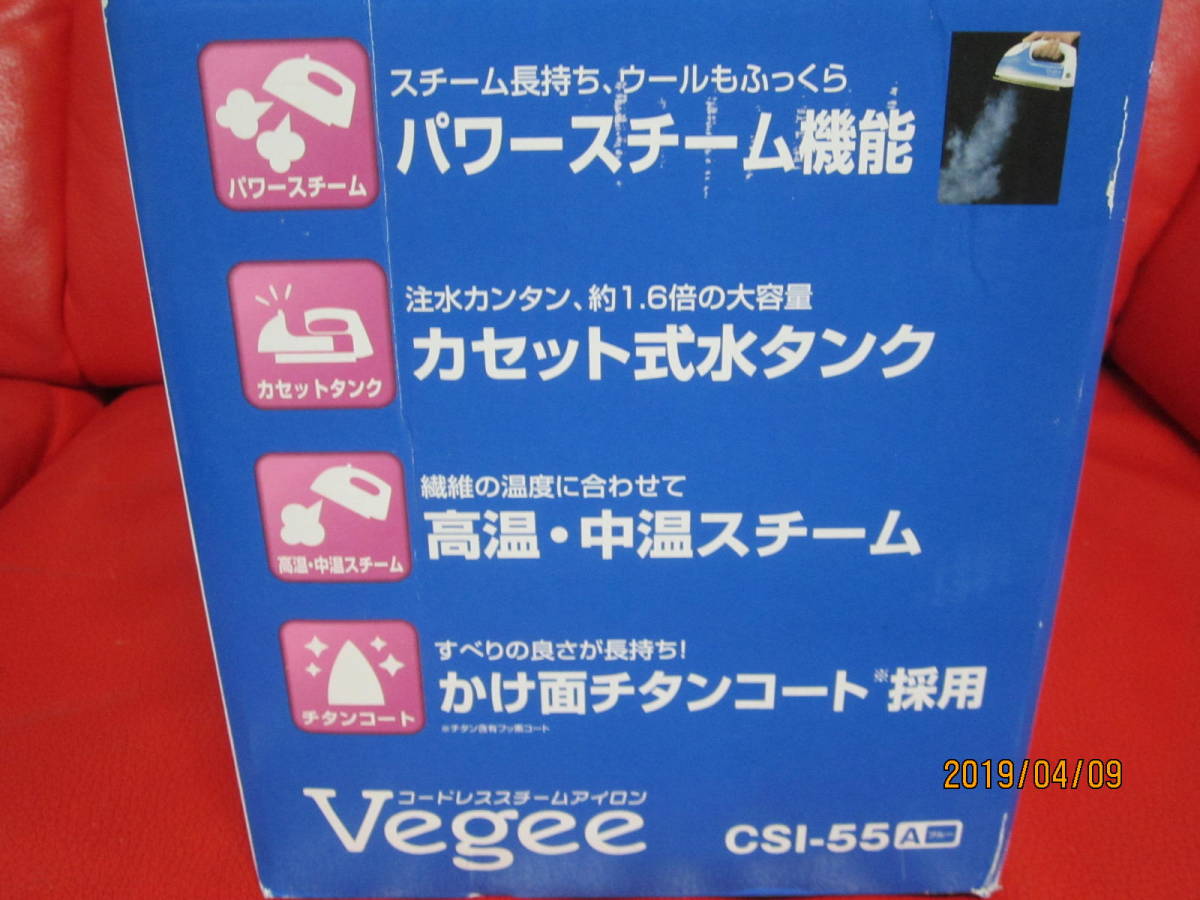 スチーム長持ち、ウールもふっくら
パワースチーム機能
パワースチーム
注水カンタン、約1.6倍の大容量
カセット式水タンク
カセットタンク
繊維の温度に合わせて
高温・中温スチーム
高温・中温スチーム
すべりの良さが長持ち!
かけ面チタンコート※採用
チタンコート
※チタン含有フッ素コート
コードレススチームアイロン
Vegee
CSI-55 A ブルー
2019/04/09